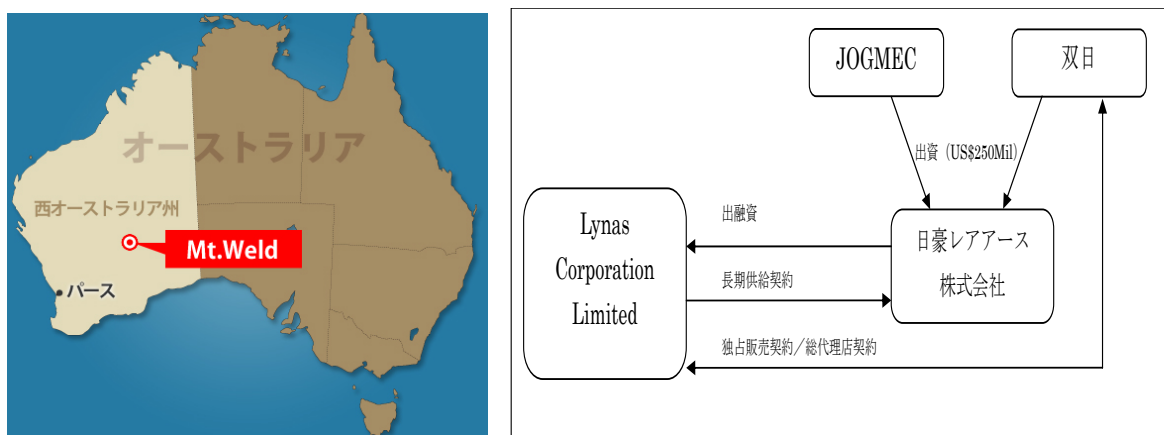 オーストラリア
西オーストラリア州
Mt.Weld
パース
JOGMEC
双日
出資（US$250Mil）
Lynas
Corporation
Limited
出融資
日豪レアアース
株式会社
長期供給契約
独占販売契約／総代理店契約